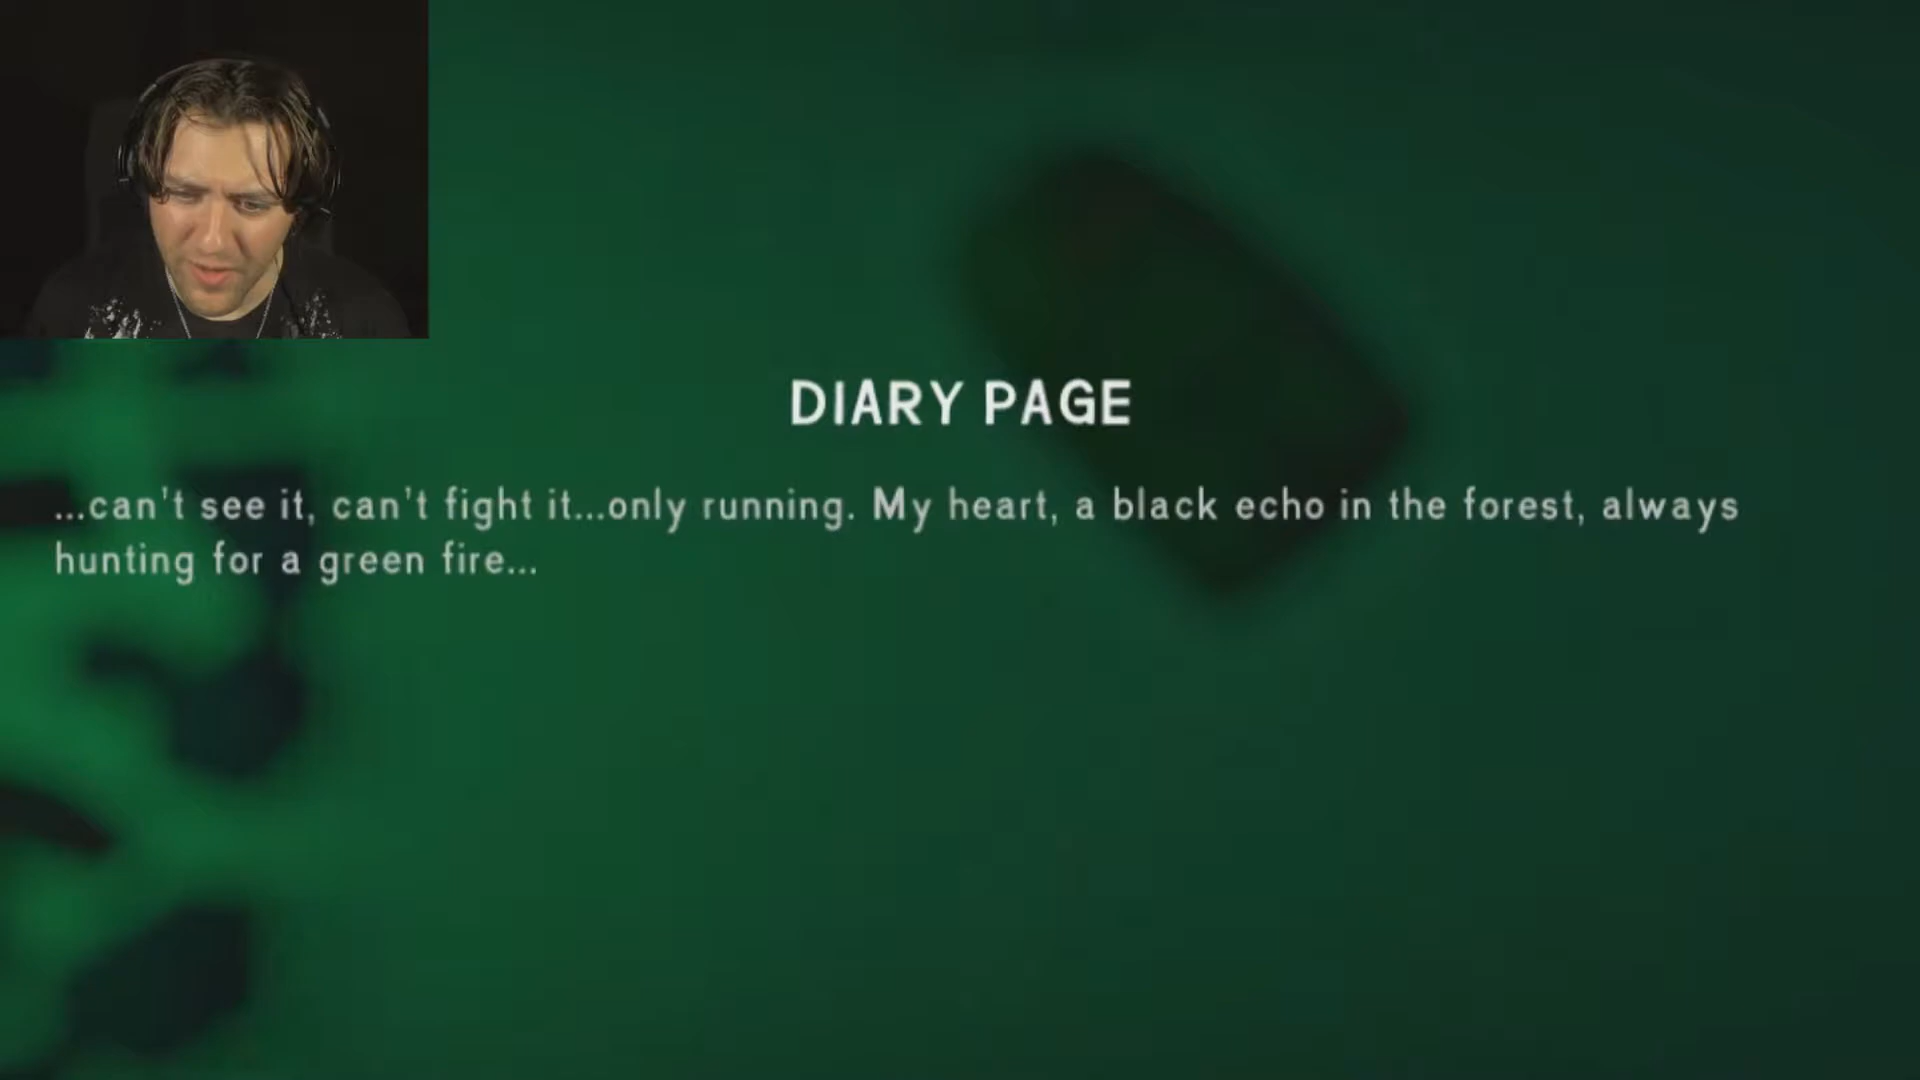 DIARY PAGE
...can't see it, can't fight it...only running. My heart, a black echo in the forest, always
hunting for a green fire...